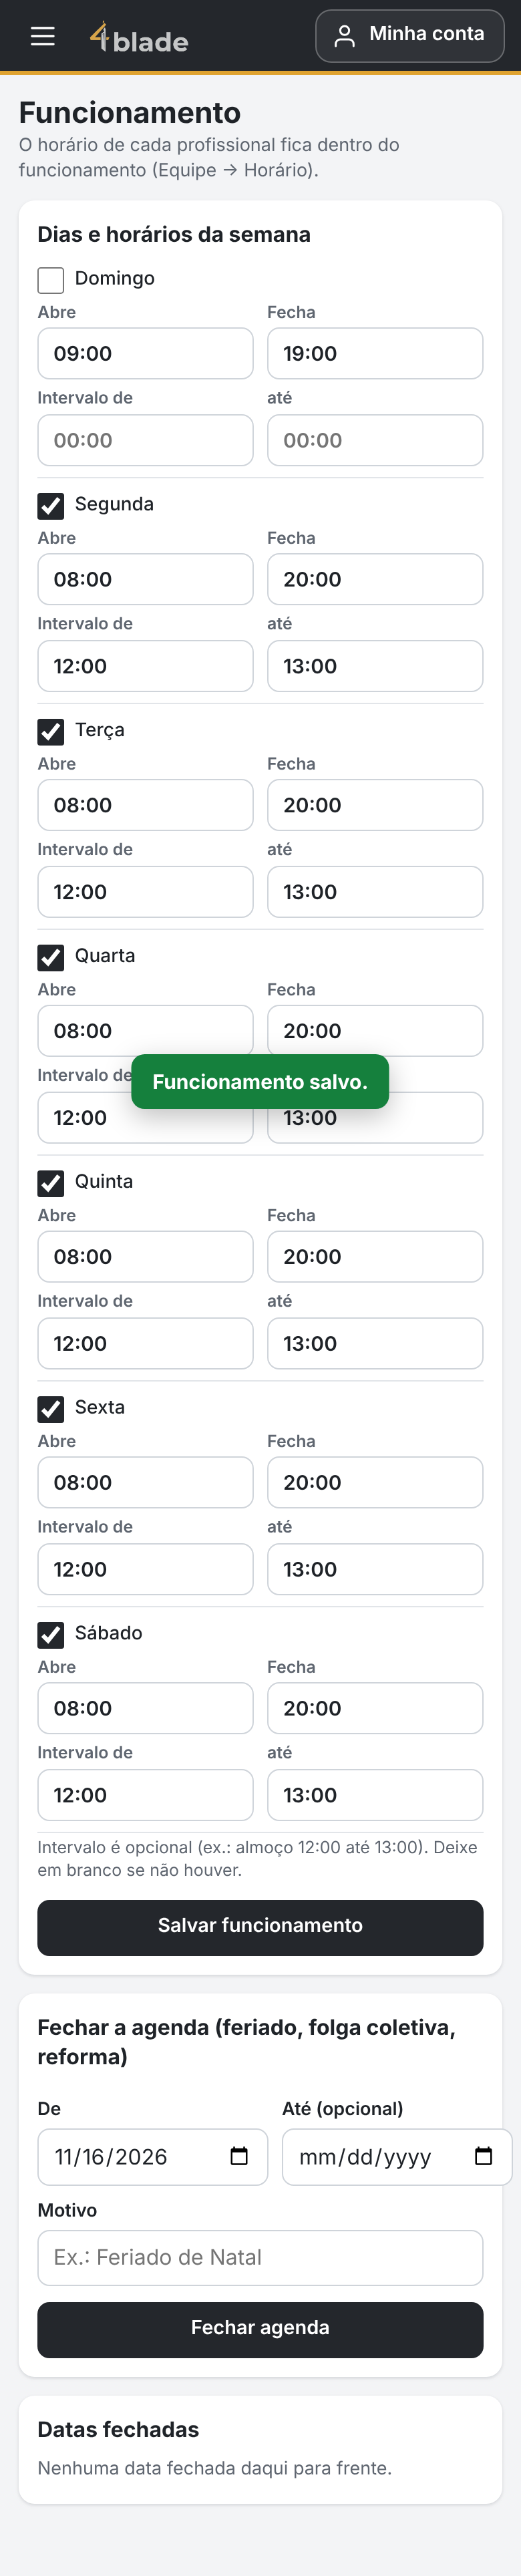 4blade
Minha conta
Funcionamento
O horário de cada profissional fica dentro do
funcionamento (Equipe → Horário).
Dias e horários da semana
Domingo
Abre Fecha
09:00 19:00
Intervalo de até
00:00 00:00
Segunda
Abre Fecha
08:00 20:00
Intervalo de até
12:00 13:00
Terça
Abre Fecha
08:00 20:00
Intervalo de até
12:00 13:00
Quarta
Abre Fecha
08:00 20:00
Intervalo de
Funcionamento salvo.
12:00 13:00
Quinta
Abre Fecha
08:00 20:00
Intervalo de até
12:00 13:00
Sexta
Abre Fecha
08:00 20:00
Intervalo de até
12:00 13:00
Sábado
Abre Fecha
08:00 20:00
Intervalo de até
12:00 13:00
Intervalo é opcional (ex.: almoço 12:00 até 13:00). Deixe
em branco se não houver.
Salvar funcionamento
Fechar a agenda (feriado, folga coletiva,
reforma)
De Até (opcional)
11/16/2026 mm/dd/yyyy
Motivo
Ex.: Feriado de Natal
Fechar agenda
Datas fechadas
Nenhuma data fechada daqui para frente.